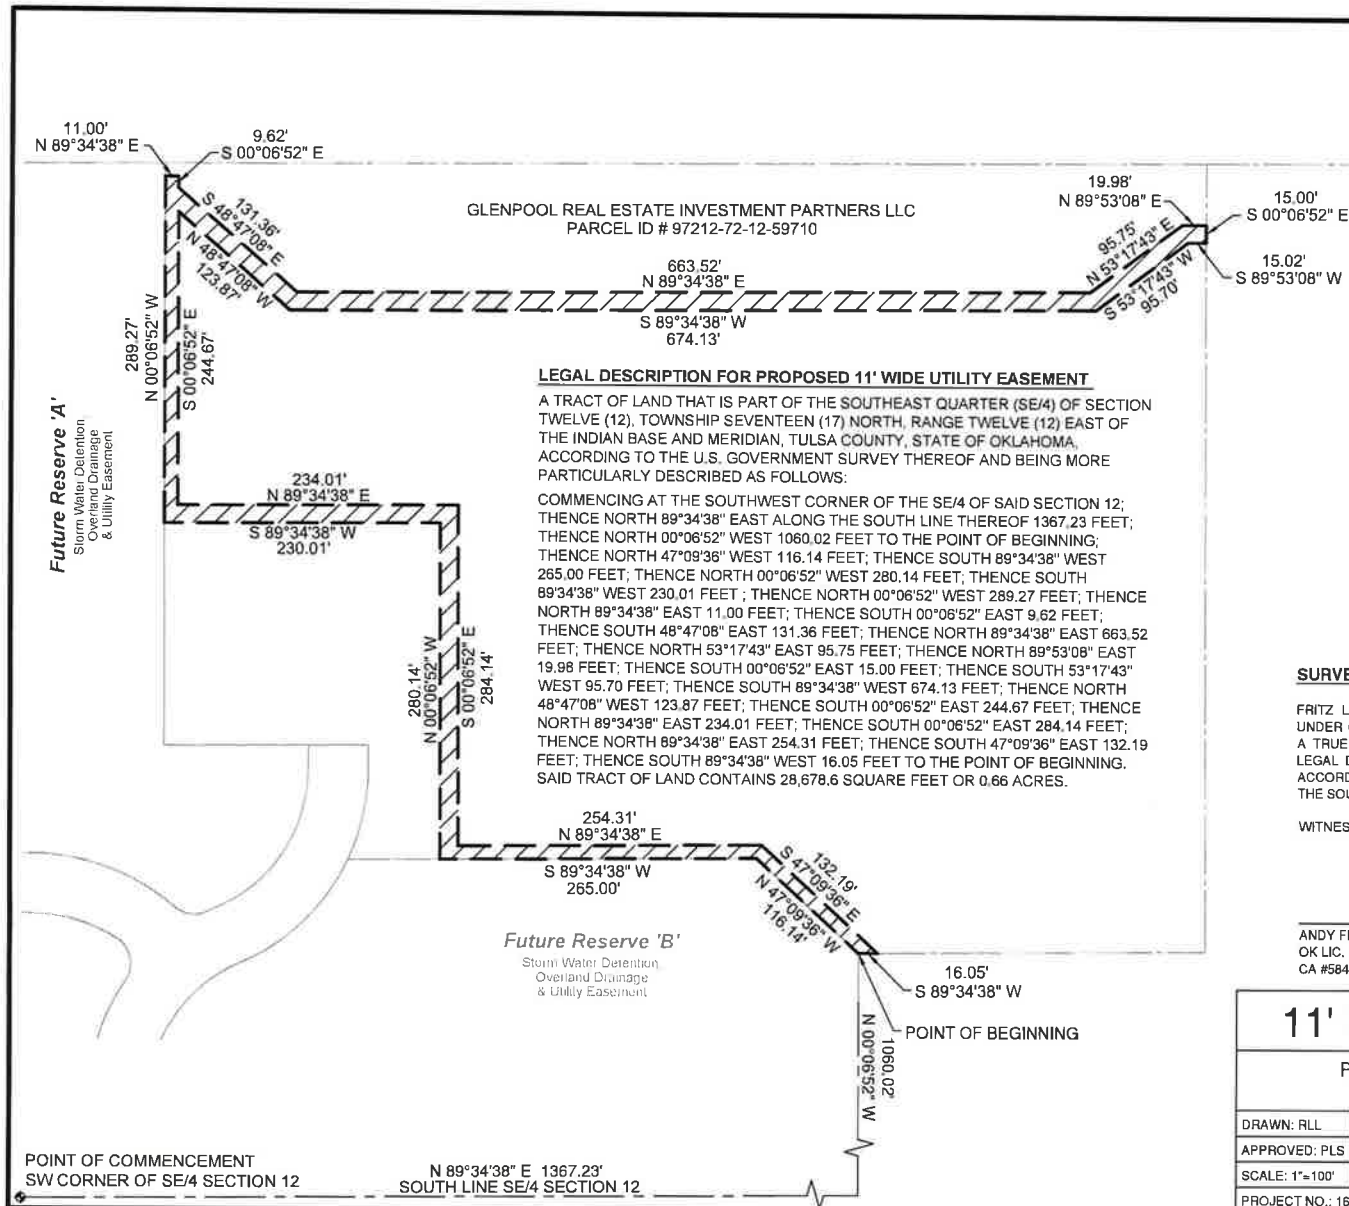 11.00'
N 89°34'38" E
9.62'
S 00°06'52" E
131.36'
S 48°47'08" E
N 48°47'08" W
123.87'
GLENPOOL REAL ESTATE INVESTMENT PARTNERS LLC
PARCEL ID # 97212-72-12-59710
663.52'
N 89°34'38" E
S 89°34'38" W
674.13'
19.98'
N 89°53'08" E
15.00'
S 00°06'52" E
95.75'
N 53°17'43" E
S 53°17'43" W
95.70'
15.02'
S 89°53'08" W
289.27'
N 00°06'52" W
S 00°06'52" E
244.67'
Future Reserve 'A'
Storm Water Detention
Overland Drainage
& Utility Easement
LEGAL DESCRIPTION FOR PROPOSED 11' WIDE UTILITY EASEMENT
A TRACT OF LAND THAT IS PART OF THE SOUTHEAST QUARTER (SE/4) OF SECTION
TWELVE (12), TOWNSHIP SEVENTEEN (17) NORTH, RANGE TWELVE (12) EAST OF
THE INDIAN BASE AND MERIDIAN, TULSA COUNTY, STATE OF OKLAHOMA,
ACCORDING TO THE U.S. GOVERNMENT SURVEY THEREOF AND BEING MORE
PARTICULARLY DESCRIBED AS FOLLOWS:
COMMENCING AT THE SOUTHWEST CORNER OF THE SE/4 OF SAID SECTION 12;
THENCE NORTH 89°34'38" EAST ALONG THE SOUTH LINE THEREOF 1367.23 FEET;
THENCE NORTH 00°06'52" WEST 1060.02 FEET TO THE POINT OF BEGINNING;
THENCE NORTH 47°09'36" WEST 116.14 FEET; THENCE SOUTH 89°34'38" WEST
265.00 FEET; THENCE NORTH 00°06'52" WEST 280.14 FEET; THENCE SOUTH
89°34'38" WEST 230.01 FEET ; THENCE NORTH 00°06'52" WEST 289.27 FEET; THENCE
NORTH 89°34'38" EAST 11.00 FEET; THENCE SOUTH 00°06'52" EAST 9.62 FEET;
THENCE SOUTH 48°47'08" EAST 131.36 FEET; THENCE NORTH 89°34'38" EAST 663.52
FEET; THENCE NORTH 53°17'43" EAST 95.75 FEET; THENCE NORTH 89°53'08" EAST
19.98 FEET; THENCE SOUTH 00°06'52" EAST 15.00 FEET; THENCE SOUTH 53°17'43"
WEST 95.70 FEET; THENCE SOUTH 89°34'38" WEST 674.13 FEET; THENCE NORTH
48°47'08" WEST 123.87 FEET; THENCE SOUTH 00°06'52" EAST 244.67 FEET; THENCE
NORTH 89°34'38" EAST 234.01 FEET; THENCE SOUTH 00°06'52" EAST 284.14 FEET;
THENCE NORTH 89°34'38" EAST 254.31 FEET; THENCE SOUTH 47°09'36" EAST 132.19
FEET; THENCE SOUTH 89°34'38" WEST 16.05 FEET TO THE POINT OF BEGINNING.
SAID TRACT OF LAND CONTAINS 28,678.6 SQUARE FEET OR 0.66 ACRES.
234.01'
N 89°34'38" E
S 89°34'38" W
230.01'
280.14'
N 00°06'52" W
S 00°06'52" E
284.14'
254.31'
N 89°34'38" E
S 89°34'38" W
265.00'
132.19'
S 47°09'36" E
N 47°09'36" W
116.14'
Future Reserve 'B'
Storm Water Detention
Overland Drainage
& Utility Easement
16.05'
S 89°34'38" W
POINT OF BEGINNING
1060.02'
N 00°06'52" W
POINT OF COMMENCEMENT
SW CORNER OF SE/4 SECTION 12
N 89°34'38" E 1367.23'
SOUTH LINE SE/4 SECTION 12
FRITZ
UNDER
A TRUE
LEGAL
THE
ANDY
OK LIC.
CA #584
11'
DRAWN: RLL
APPROVED: PLS
SCALE: 1"=100'
PROJECT NO.: 16